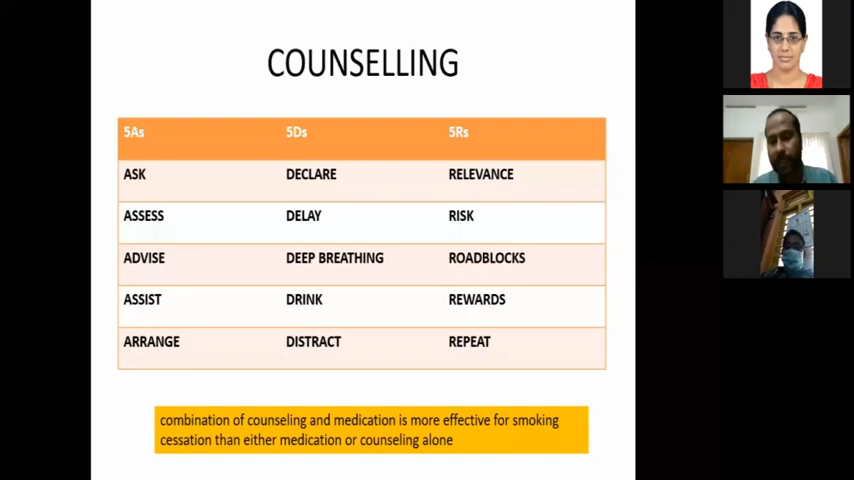 COUNSELLING
5As 5Ds 5Rs
ASK DECLARE RELEVANCE
ASSESS DELAY RISK
ADVISE DEEP BREATHING ROADBLOCKS
ASSIST DRINK REWARDS
ARRANGE DISTRACT REPEAT
combination of counseling and medication is more effective for smoking
cessation than either medication or counseling alone